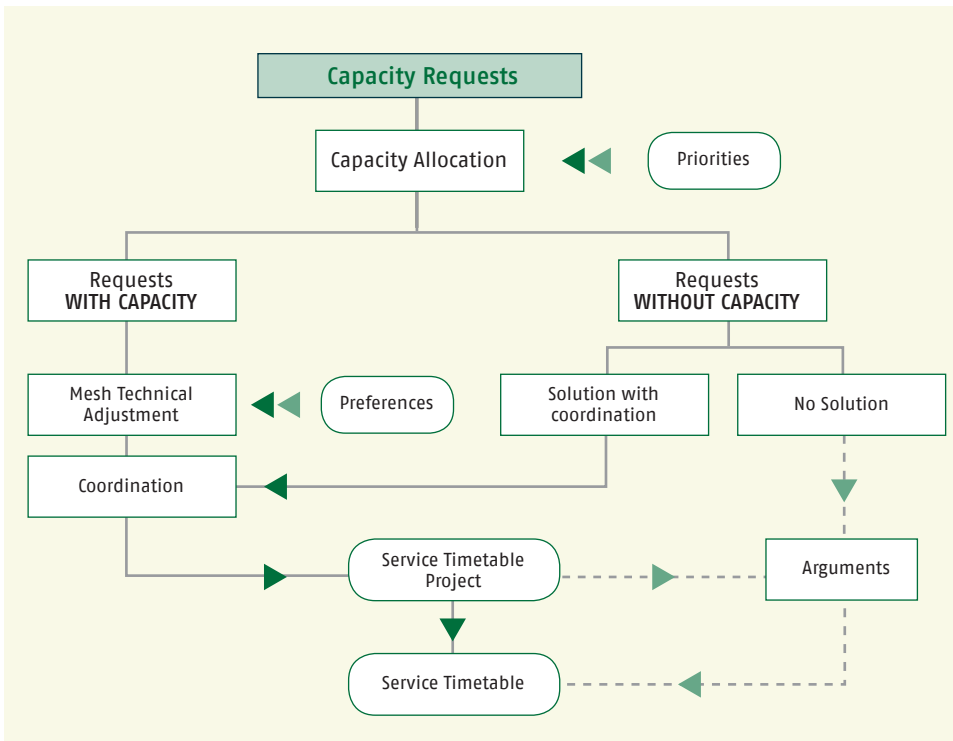 Capacity Requests
Capacity Allocation
Priorities
Requests
WITH CAPACITY
Requests
WITHOUT CAPACITY
Mesh Technical
Adjustment
Preferences
Solution with
coordination
No Solution
Coordination
Service Timetable
Project
Arguments
Service Timetable